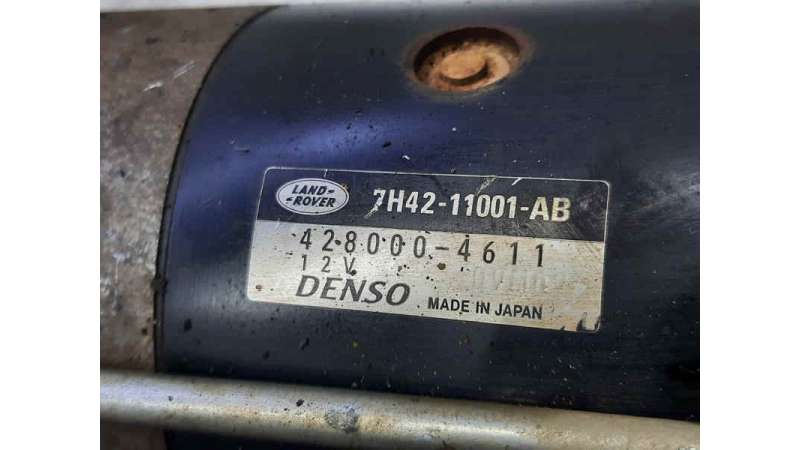 LAND-
ROVER
7H42-11001-AB
428000-4611
12V
DENSO
MADE IN JAPAN